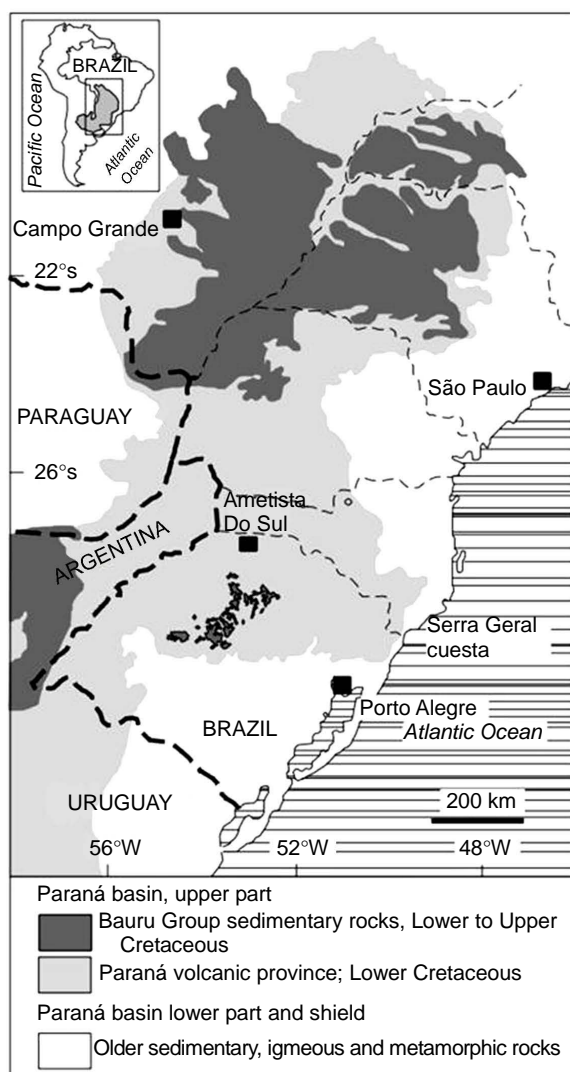 BRAZIL
Pacific Ocean
Atlantic
Ocean
Campo Grande
22°s
São Paulo
PARAGUAY
26°s
Ametista
Do Sul
ARGENTINA
Serra Geral
cuesta
Porto Alegre
BRAZIL
Atlantic Ocean
URUGUAY
200 km
56°W
52°W
48°W
Paraná basin, upper part
Bauru Group sedimentary rocks, Lower to Upper
Cretaceous
Paraná volcanic province; Lower Cretaceous
Paraná basin lower part and shield
Older sedimentary, igmeous and metamorphic rocks